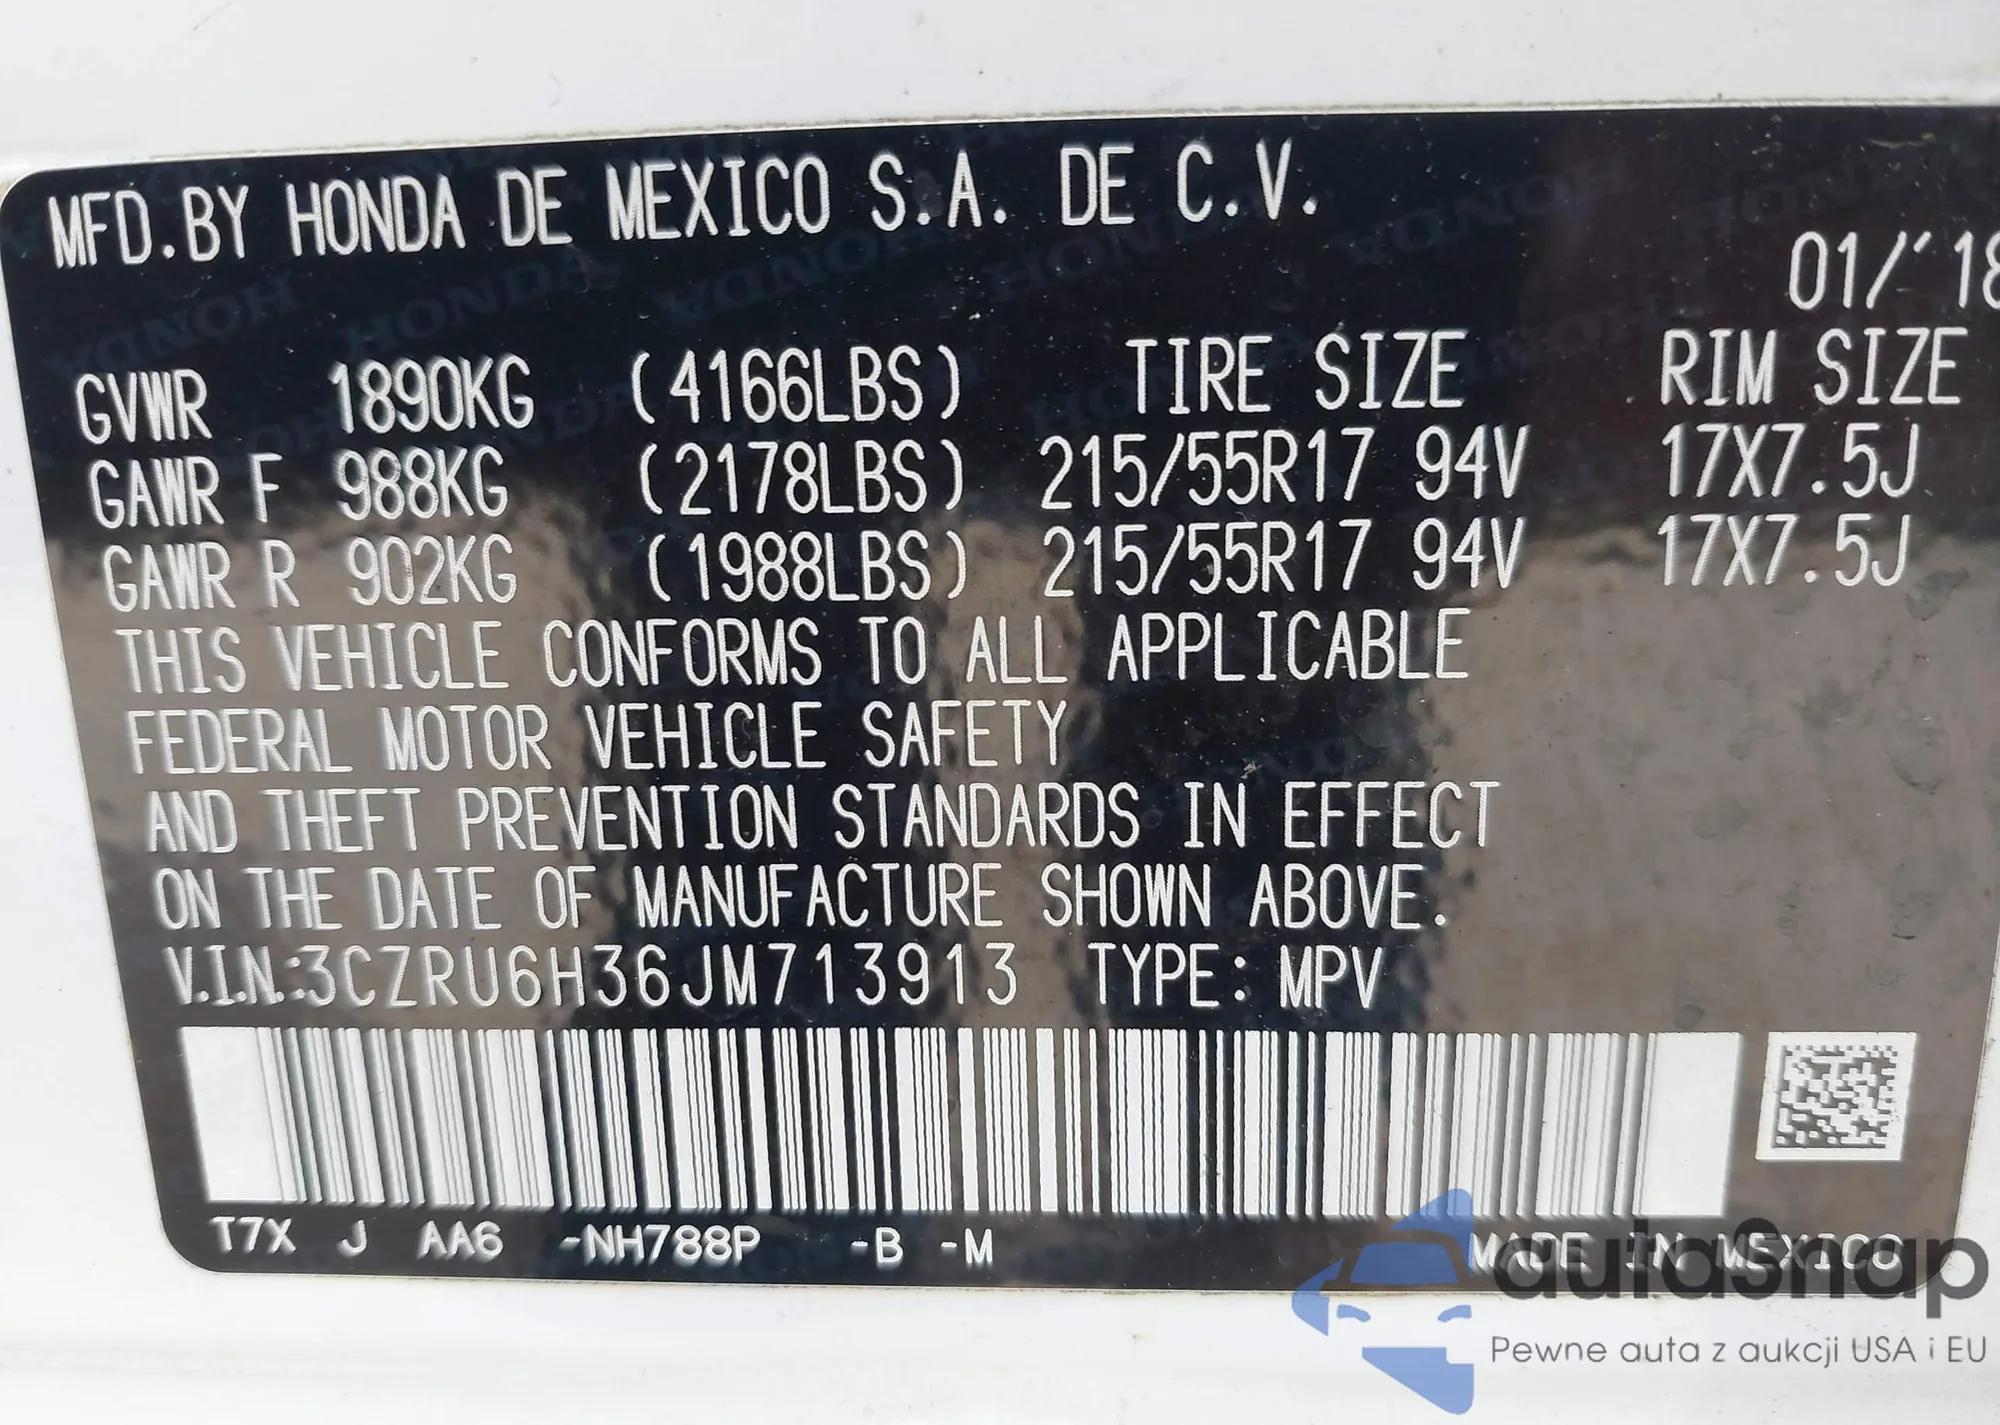 MFD.BY HONDA DE MEXICO S.A. DE C.V.
01/'18
GVWR 1890KG (4166LBS) TIRE SIZE RIM SIZE
GAWR F 988KG (2178LBS) 215/55R17 94V 17X7.5J
GAWR R 902KG (1988LBS) 215/55R17 94V 17X7.5J
THIS VEHICLE CONFORMS TO ALL APPLICABLE
FEDERAL MOTOR VEHICLE SAFETY
AND THEFT PREVENTION STANDARDS IN EFFECT
ON THE DATE OF MANUFACTURE SHOWN ABOVE.
V.I.N.:3CZRU6H36JM713913 TYPE: MPV
T7X J AA6 -NH788P -B -M MADE IN MEXICO
autasnap
Pewne auta z aukcji USA i EU